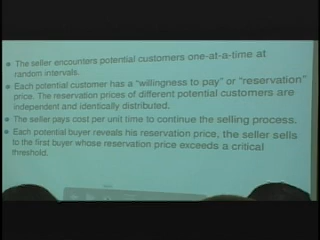 • The seller encounters potential customers one-at-a-time at
random intervals.
• Each potential customer has a "willingness to pay" or "reservation"
price. The reservation prices of different potential customers are
independent and identically distributed.
• The seller pays cost per unit time to continue the selling process.
• Each potential buyer reveals his reservation price, the seller sells
to the first buyer whose reservation price exceeds a critical
threshold.